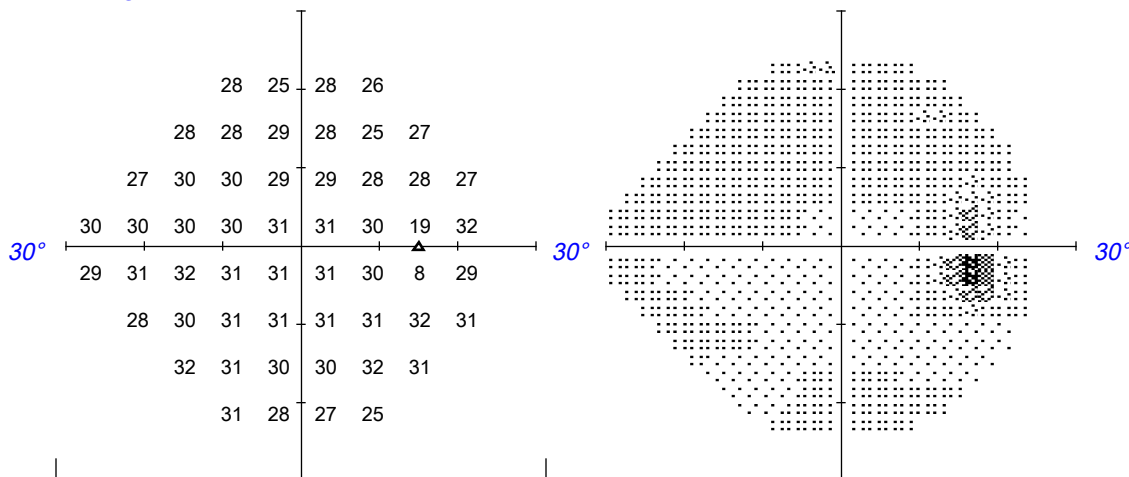 28 25 28 26
28 28 29 28 25 27
27 30 30 29 29 28 28 27
30 30 30 30 31 31 30 19 32
30° 30° 30°
29 31 32 31 31 31 30 8 29
28 30 31 31 31 31 32 31
32 31 30 30 32 31
31 28 27 25